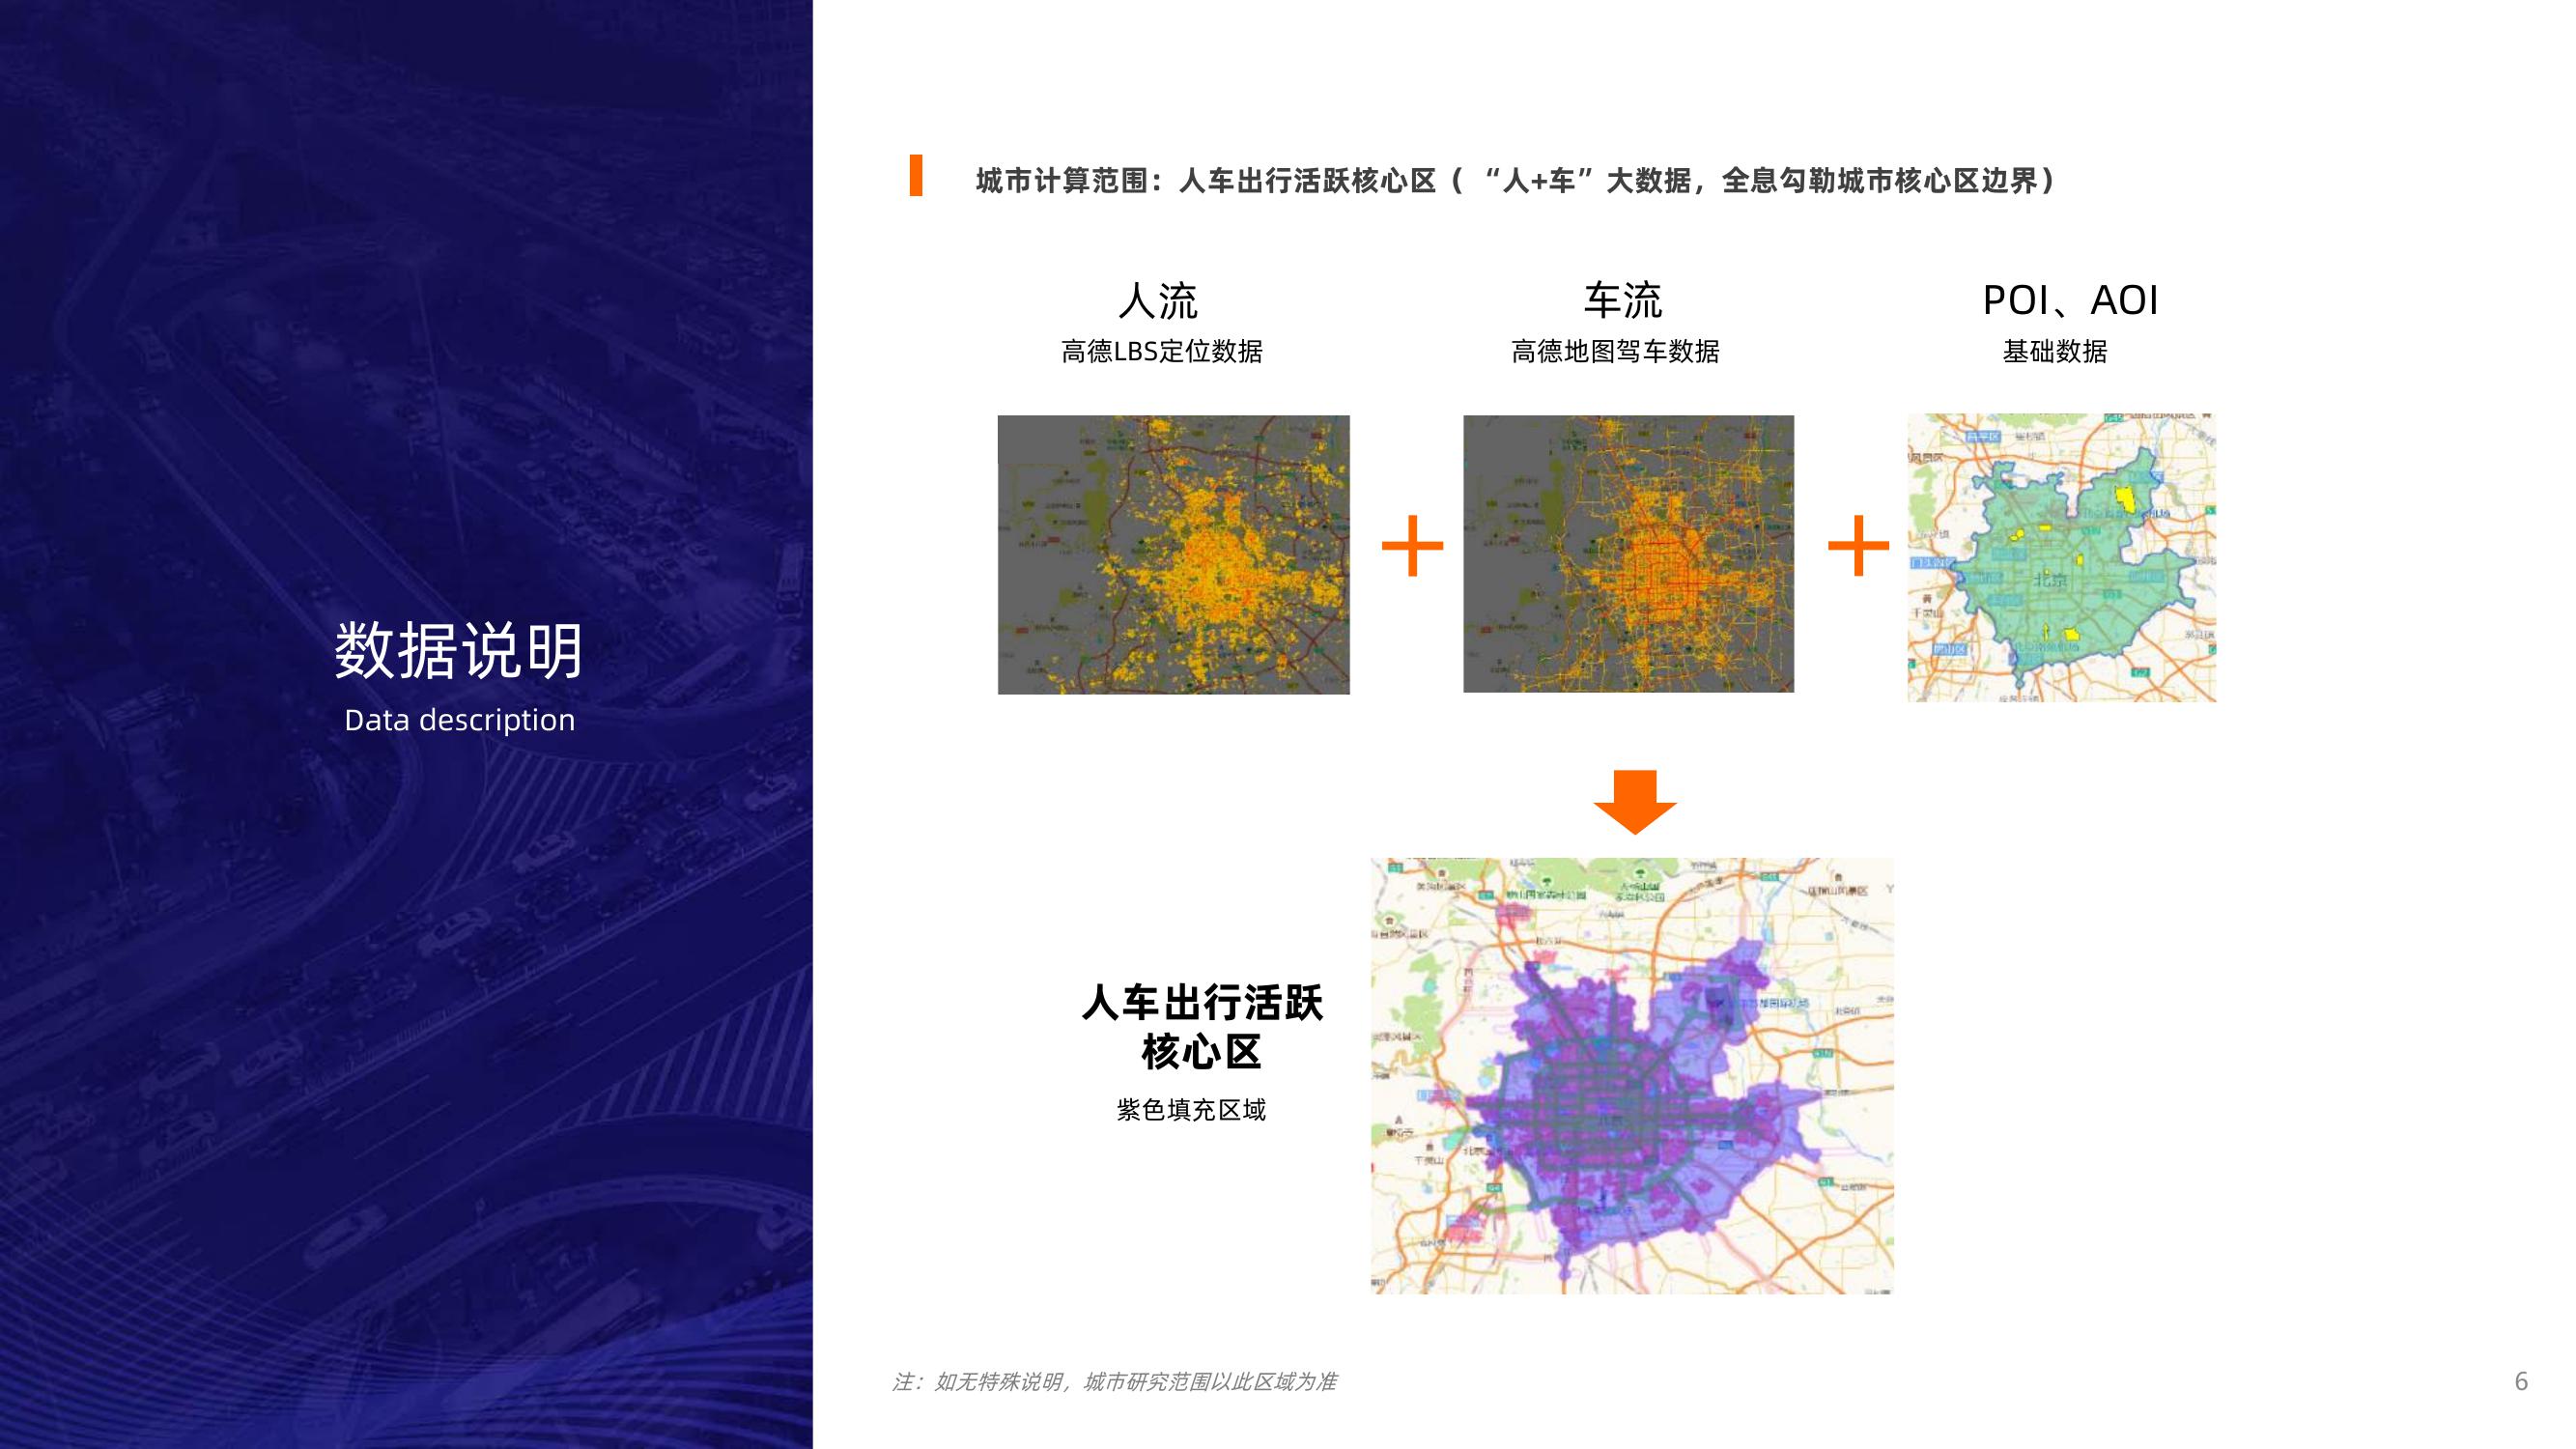 数据说明
Data description
城市计算范围：人车出行活跃核心区（ “人+车”大数据，全息勾勒城市核心区边界）
人流
高德LBS定位数据
车流
高德地图驾车数据
POI、AOI
基础数据
昌平区
北京
人车出行活跃
核心区
紫色填充区域
注：如无特殊说明，城市研究范围以此区域为准
6